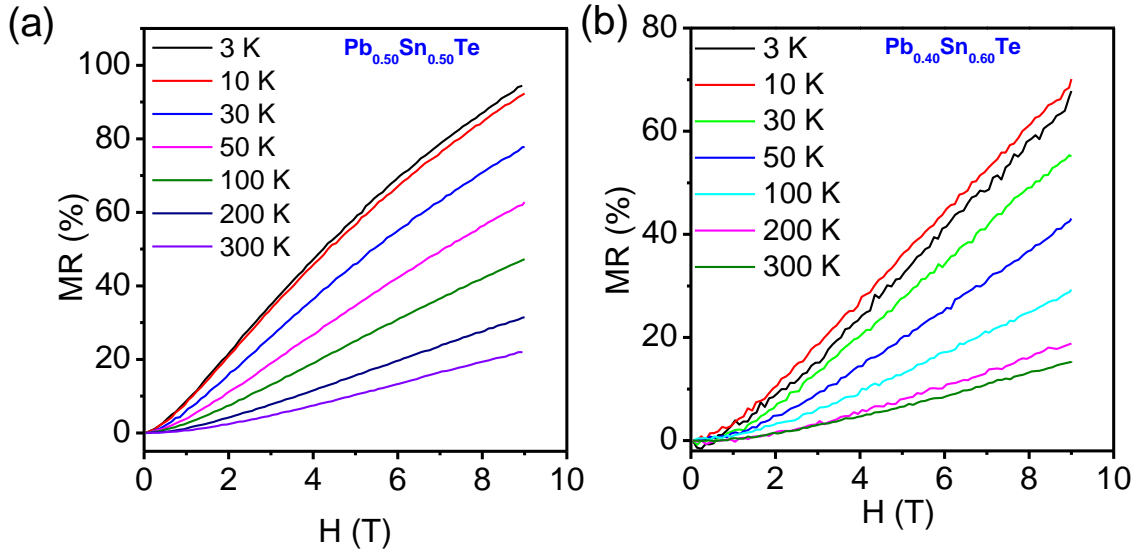 (a)
Pb0.50Sn0.50Te
3 K
10 K
30 K
50 K
100 K
200 K
300 K
MR (%)
100
80
60
40
20
0
0 2 4 6 8 10
H (T)
(b)
Pb0.40Sn0.60Te
3 K
10 K
30 K
50 K
100 K
200 K
300 K
MR (%)
80
60
40
20
0
0 2 4 6 8 10
H (T)